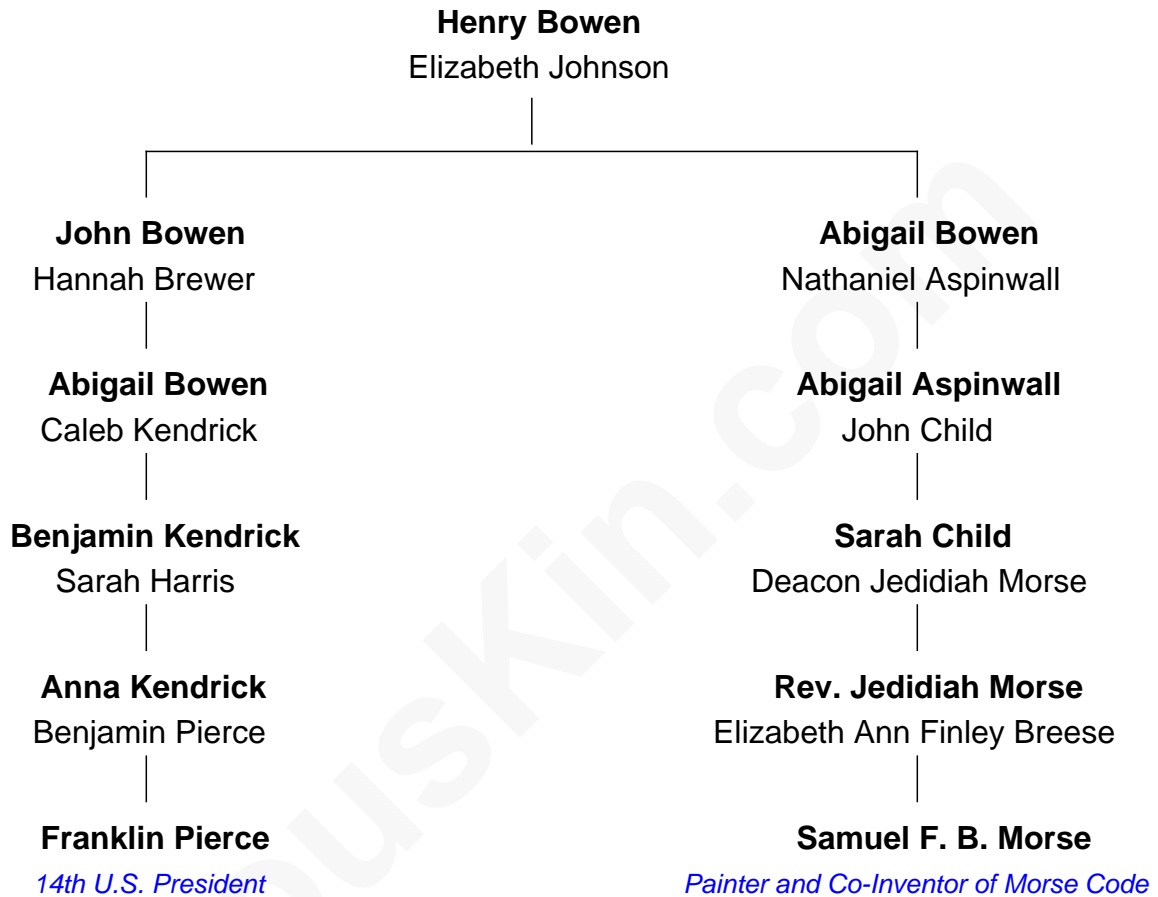 Henry Bowen
Elizabeth Johnson
John Bowen
Hannah Brewer
Abigail Bowen
Nathaniel Aspinwall
Abigail Bowen
Caleb Kendrick
Abigail Aspinwall
John Child
Benjamin Kendrick
Sarah Harris
Sarah Child
Deacon Jedidiah Morse
Anna Kendrick
Benjamin Pierce
Rev. Jedidiah Morse
Elizabeth Ann Finley Breese
Franklin Pierce
14th U.S. President
Samuel F. B. Morse
Painter and Co-Inventor of Morse Code
ousKin.com